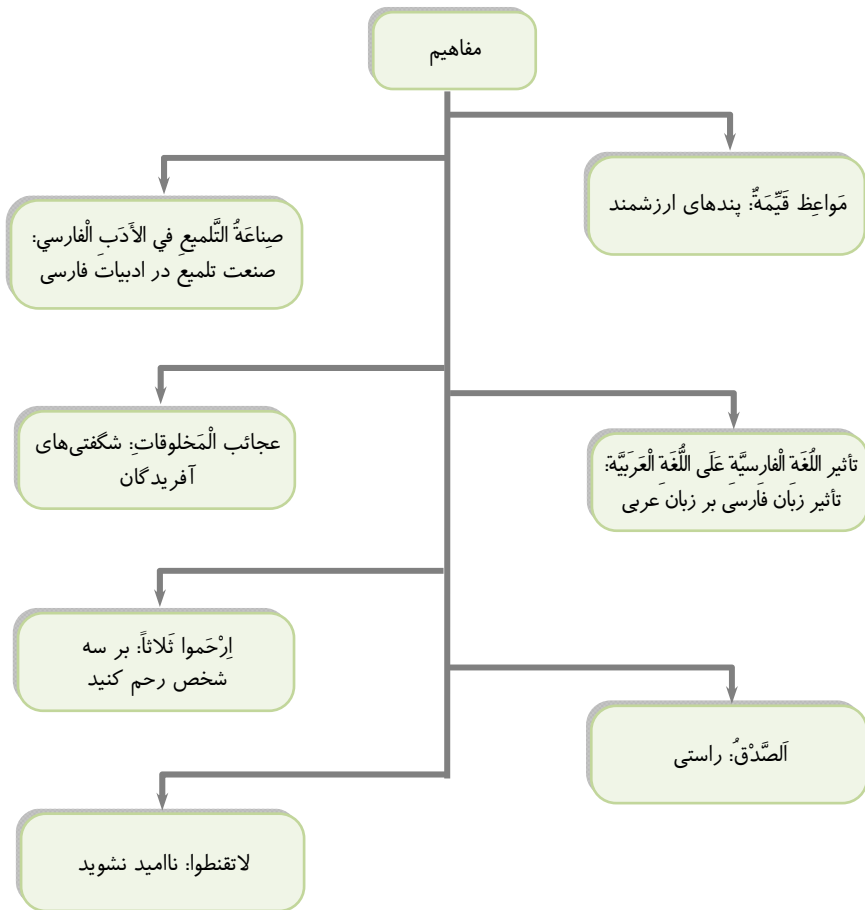 مفاهیم
مَواعِظ قَيِّمَةٌ: پندهای ارزشمند
صِناعَةُ التَّلميعِ في الأَدَبِ الْفارسي:
صنعت تلمیع در ادبیات فارسی
عجائب الْمَخلوقاتِ: شگفتی‌های
آفریدگان
تأثير اللُغَةِ الْفارسيَّةِ عَلَى اللُّغَةِ الْعَرَبَيَّة:
تأثیر زبان فارسی بر زبان عربی
اِرْحَموا ثَلاثاً: بر سه
شخص رحم کنید
اَلصَّدْقُ: راستی
لاتقنطوا: ناامید نشوید